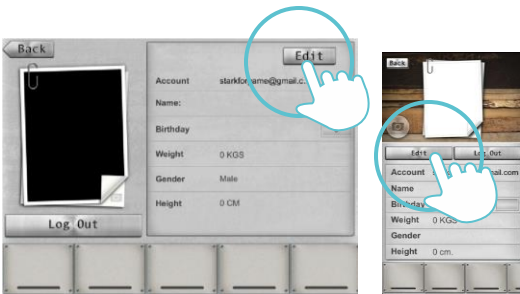 Back
Edit
Account starkforgame@gmail.c
Name:
Birthday
Weight 0 KGS
Gender Male
Height 0 CM
Log Out
Back
Edit Log Out
Account mail.com
Name
Birthday
Weight 0 KGS
Gender
Height 0 cm.